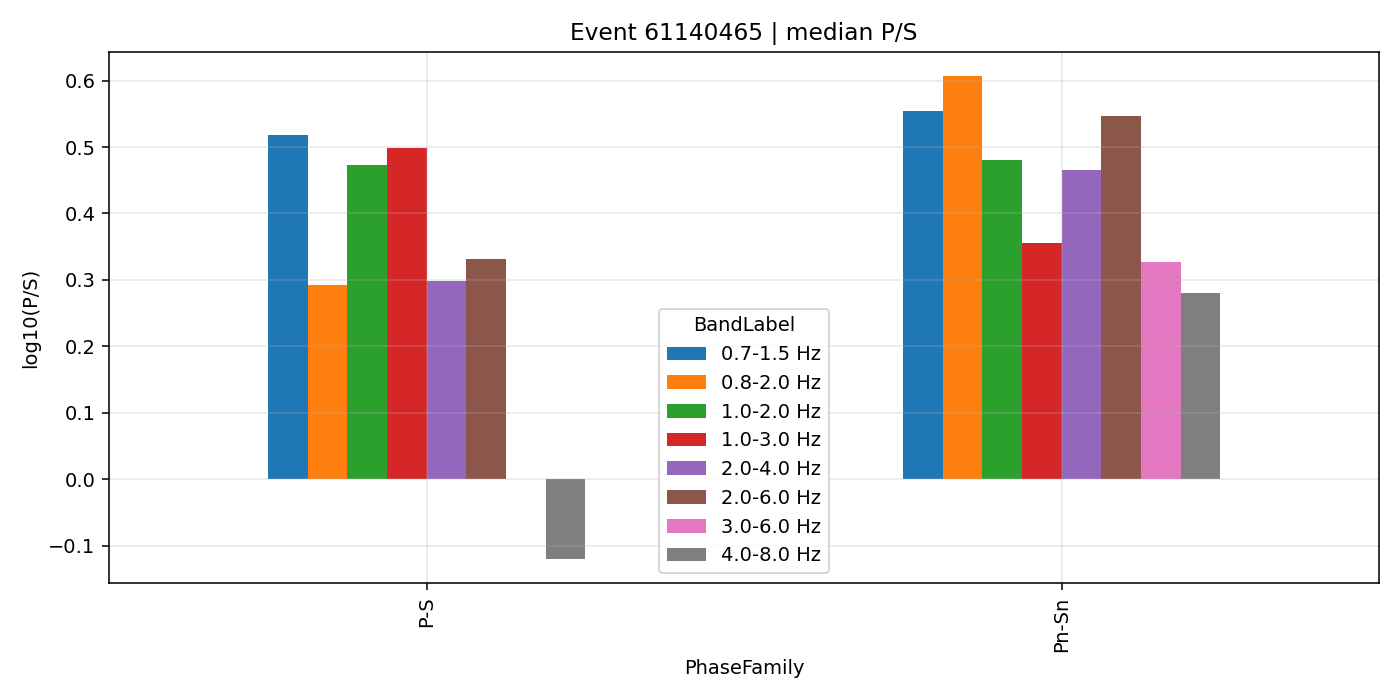 Event 61140465 | median P/S
log10(P/S)
0.6
0.5
0.4
0.3
0.2
0.1
0.0
−0.1
BandLabel
0.7-1.5 Hz
0.8-2.0 Hz
1.0-2.0 Hz
1.0-3.0 Hz
2.0-4.0 Hz
2.0-6.0 Hz
3.0-6.0 Hz
4.0-8.0 Hz
P-S
Pn-Sn
PhaseFamily